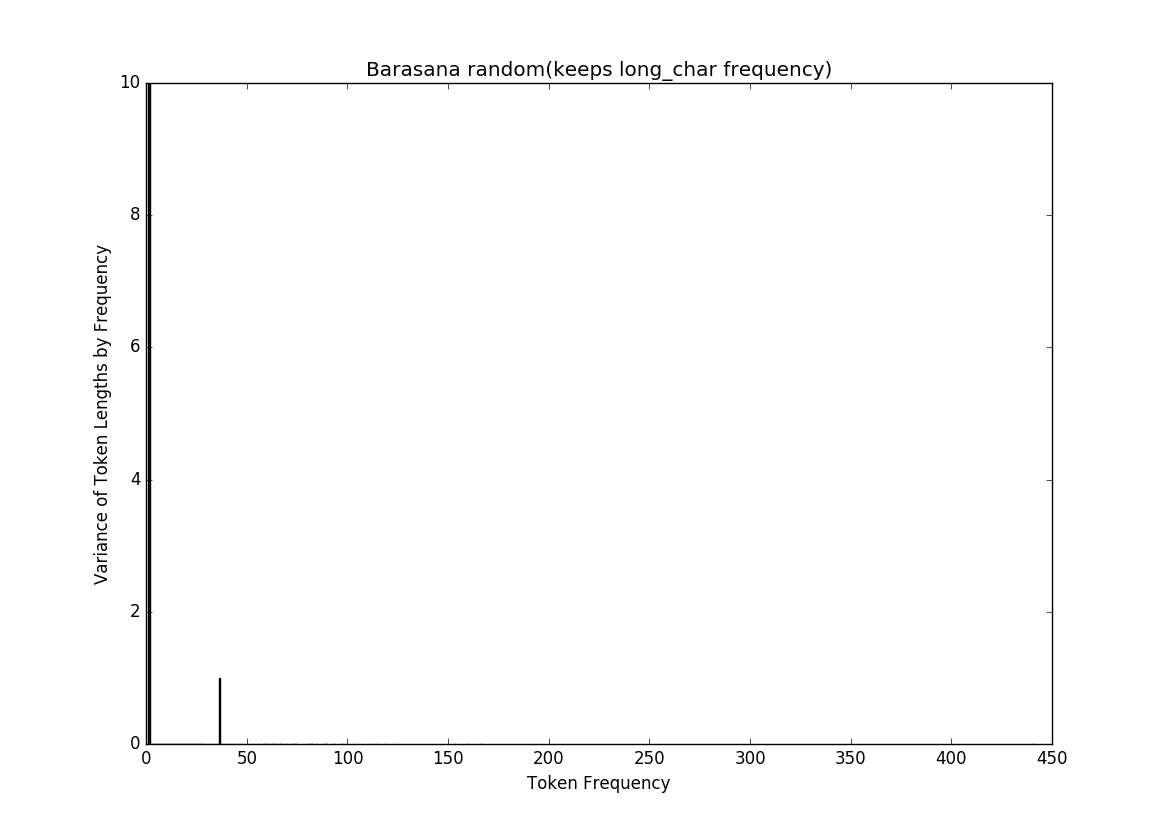 Barasana random(keeps long_char frequency)
10
8
6
4
2
0
Variance of Token Lengths by Frequency
0 50 100 150 200 250 300 350 400 450
Token Frequency